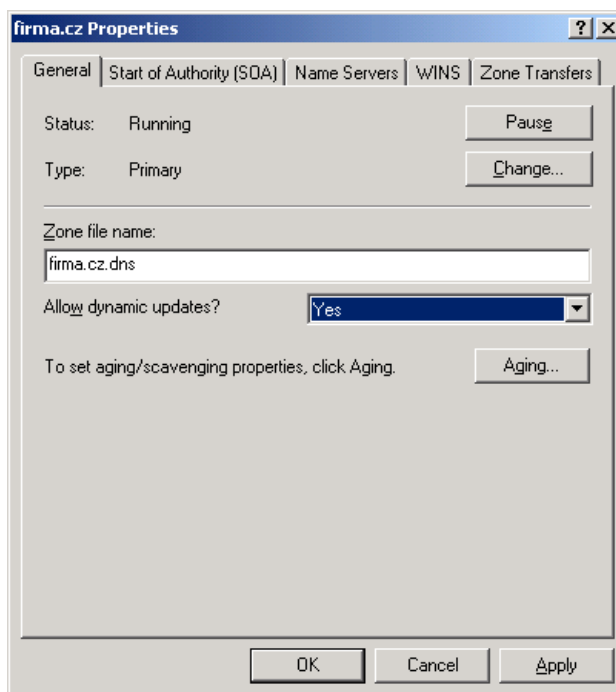 firma.cz Properties
General Start of Authority (SOA) Name Servers WINS Zone Transfers
Status: Running Pause
Type: Primary Change...
Zone file name:
firma.cz.dns
Allow dynamic updates? Yes
To set aging/scavenging properties, click Aging. Aging...
OK Cancel Apply